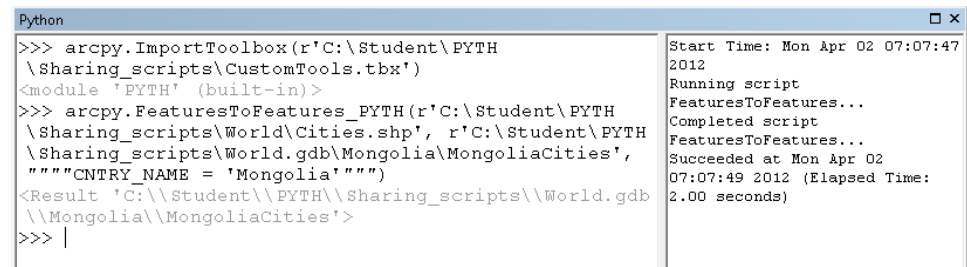 Python
>>> arcpy.ImportToolbox(r'C:\Student\PYTH
\Sharing_scripts\CustomTools.tbx')
<module 'PYTH' (built-in)>
>>> arcpy.FeaturesToFeatures_PYTH(r'C:\Student\PYTH
\Sharing_scripts\World\Cities.shp', r'C:\Student\PYTH
\Sharing_scripts\World.gdb\Mongolia\MongoliaCities',
""""CNTRY_NAME = 'Mongolia'"""")
<Result 'C:\\Student\\PYTH\\Sharing_scripts\\World.gdb
\\Mongolia\\MongoliaCities'>
>>>
Start Time: Mon Apr 02 07:07:47
2012
Running script
FeaturesToFeatures...
Completed script
FeaturesToFeatures...
Succeeded at Mon Apr 02
07:07:49 2012 (Elapsed Time:
2.00 seconds)